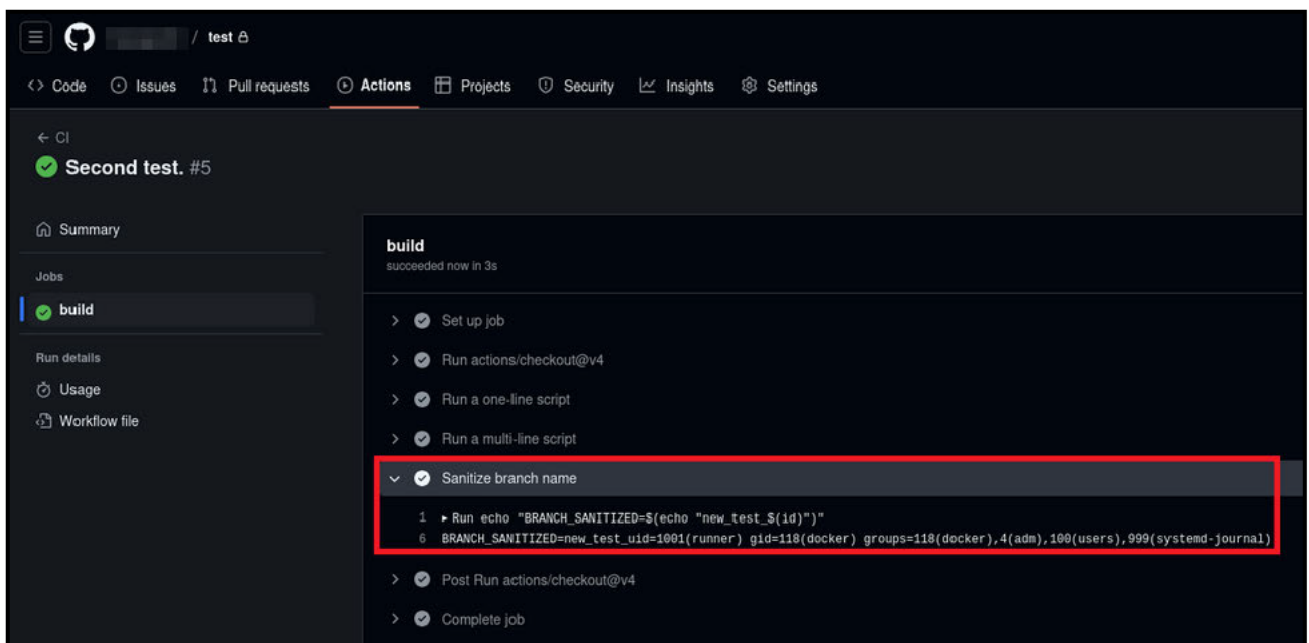 / test
Code Issues Pull requests Actions Projects Security Insights Settings
← CI
Second test. #5
Summary
Jobs
build
Run details
Usage
Workflow file
build
succeeded now in 3s
Set up job
Run actions/checkout@v4
Run a one-line script
Run a multi-line script
Sanitize branch name
1 ▸ Run echo "BRANCH_SANITIZED=$(echo "new_test_$(id)")"
6 BRANCH_SANITIZED=new_test_uid=1001(runner) gid=118(docker) groups=118(docker),4(adm),100(users),999(systemd-journal)
Post Run actions/checkout@v4
Complete job